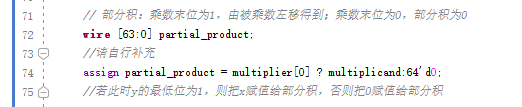 71 // 部分积：乘数末位为1，由被乘数左移得到；乘数末位为0，部分积为0
72 wire [63:0] partial_product;
73 //请自行补充
74 assign partial_product = multiplier[0] ? multiplicand:64'd0;
75 //若此时y的最低位为1，则把x赋值给部分积，否则把0赋值给部分积